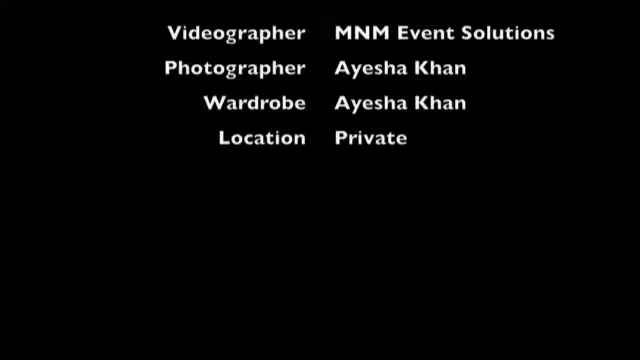 Videographer MNM Event Solutions
Photographer Ayesha Khan
Wardrobe Ayesha Khan
Location Private